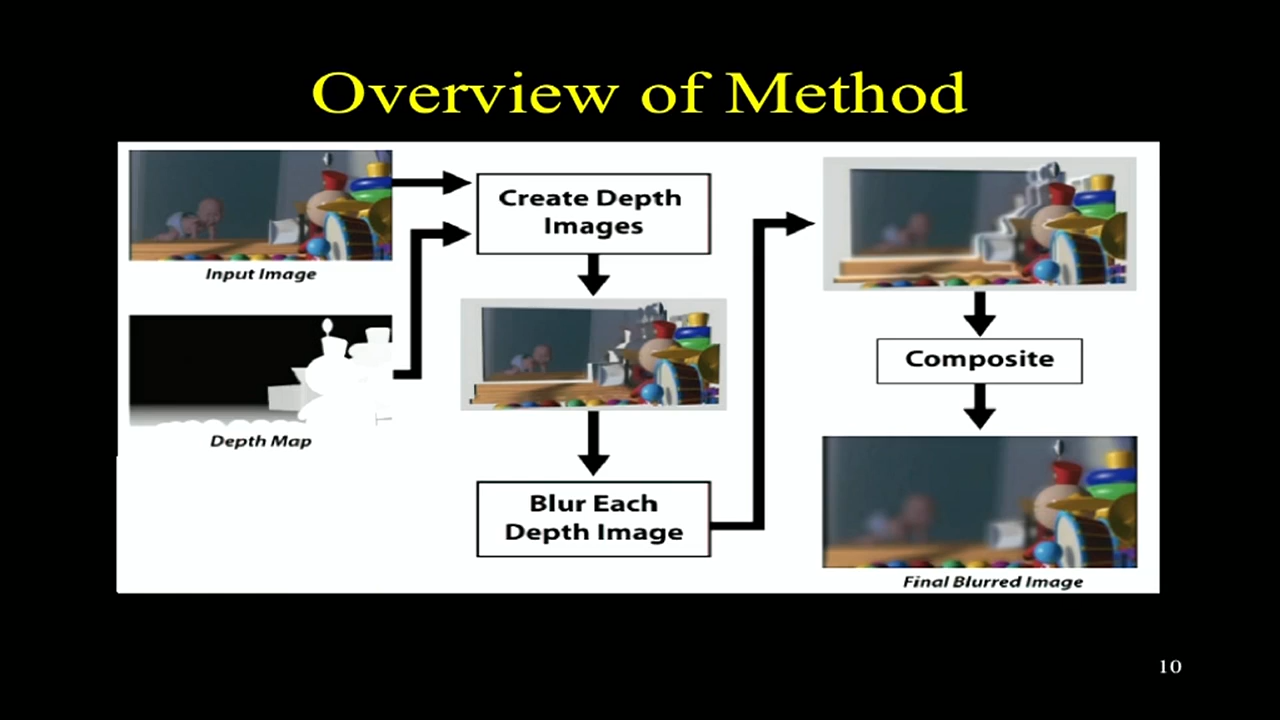 Overview of Method
Input Image
Depth Map
Create Depth
Images
Blur Each
Depth Image
Composite
Final Blurred Image
10